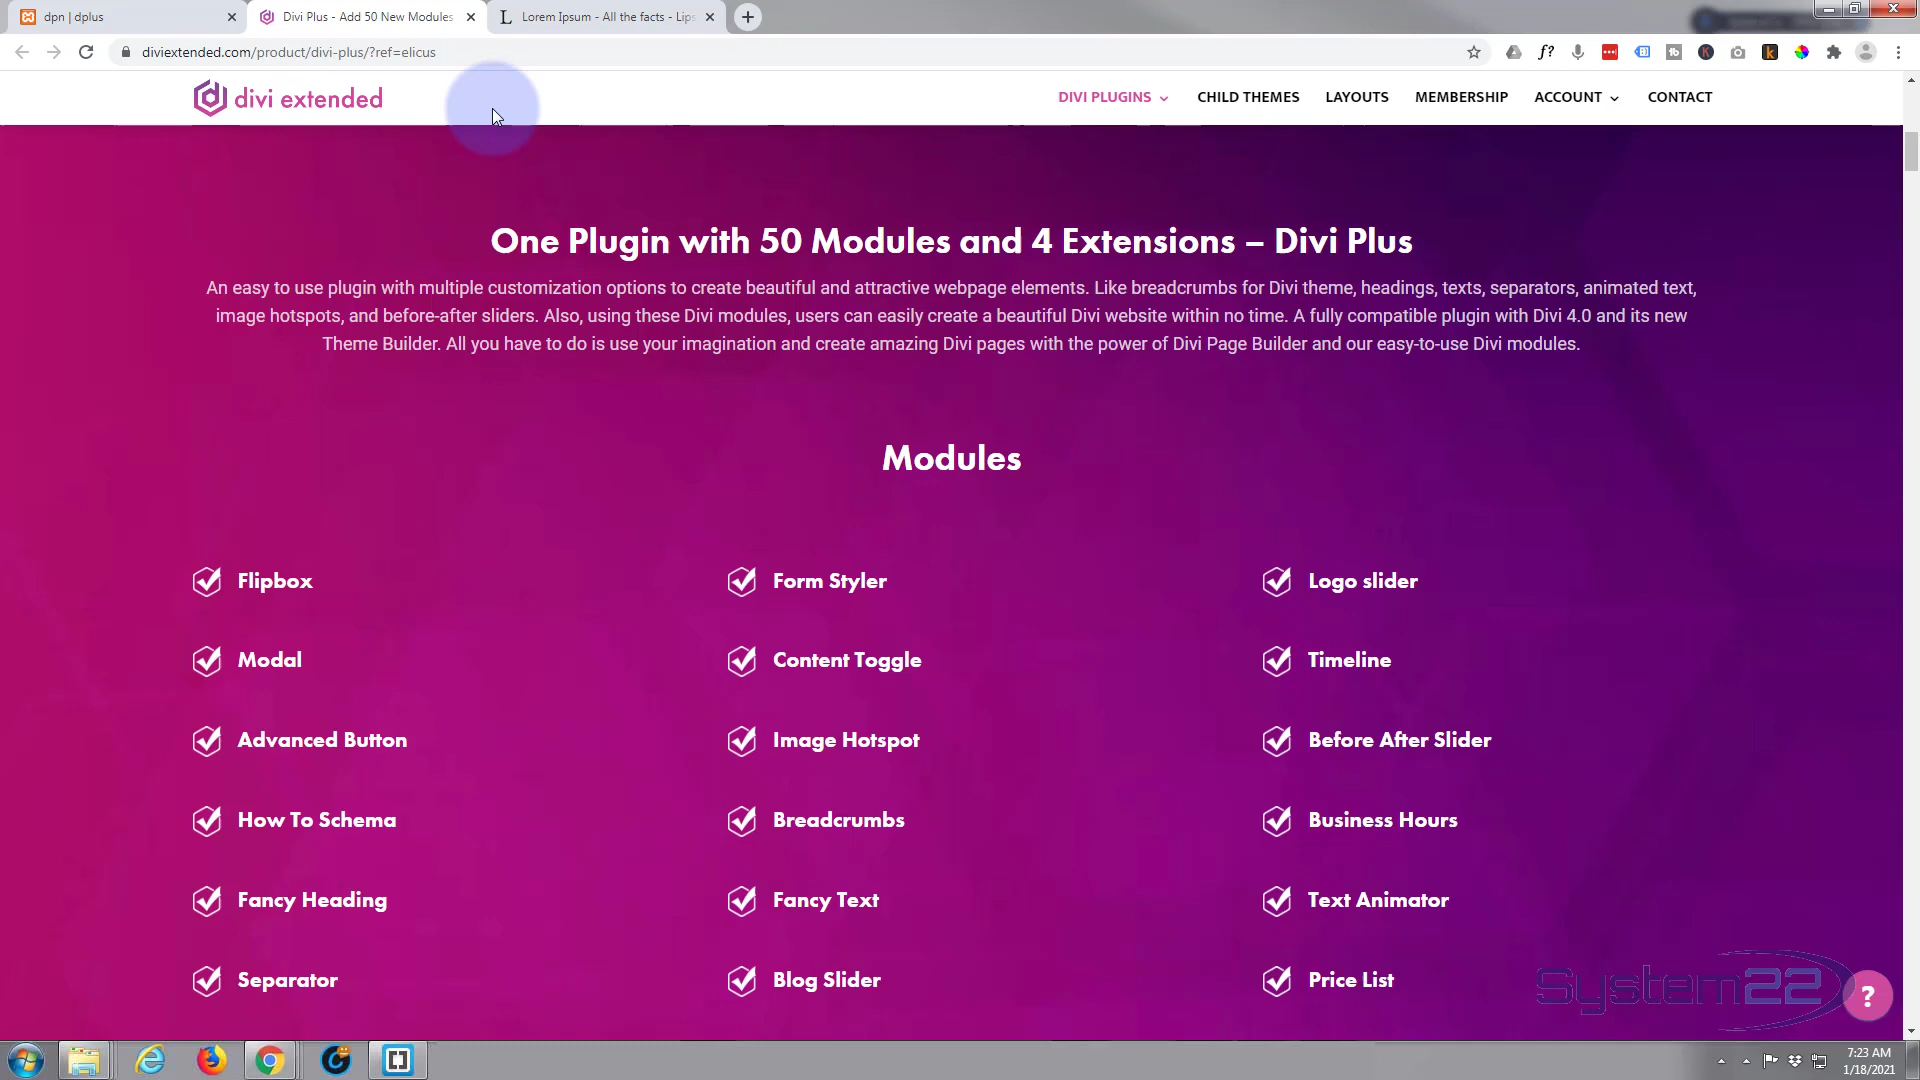 dpn | dplus
Divi Plus - Add 50 New Modules
Lorem Ipsum - All the facts - Lips
diviextended.com/product/divi-plus/?ref=elicus
divi extended
DIVI PLUGINS
CHILD THEMES
LAYOUTS
MEMBERSHIP
ACCOUNT
CONTACT
One Plugin with 50 Modules and 4 Extensions – Divi Plus
An easy to use plugin with multiple customization options to create beautiful and attractive webpage elements. Like breadcrumbs for Divi theme, headings, texts, separators, animated text,
image hotspots, and before-after sliders. Also, using these Divi modules, users can easily create a beautiful Divi website within no time. A fully compatible plugin with Divi 4.0 and its new
Theme Builder. All you have to do is use your imagination and create amazing Divi pages with the power of Divi Page Builder and our easy-to-use Divi modules.
Modules
Flipbox
Form Styler
Logo slider
Modal
Content Toggle
Timeline
Advanced Button
Image Hotspot
Before After Slider
How To Schema
Breadcrumbs
Business Hours
Fancy Heading
Fancy Text
Text Animator
Separator
Blog Slider
Price List
System22
?
7:23 AM
1/18/2021